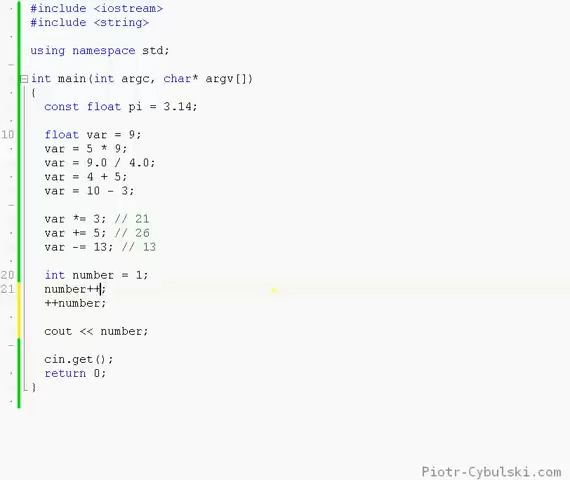 #include <iostream>
#include <string>
using namespace std;
int main(int argc, char* argv[])
{
const float pi = 3.14;
10 float var = 9;
var = 5 * 9;
var = 9.0 / 4.0;
var = 4 + 5;
var = 10 - 3;
var *= 3; // 21
var += 5; // 26
var -= 13; // 13
20 int number = 1;
21 number++;
++number;
cout << number;
cin.get();
return 0;
}
Piotr-Cybulski.com